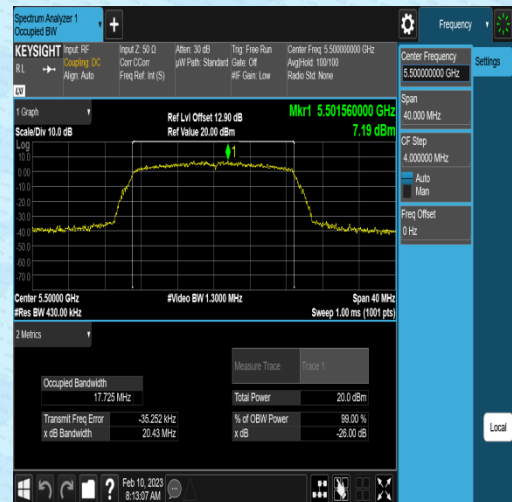 Spectrum Analyzer 1
Occupied BW
Frequency
KEYSIGHT
Input: RF
Input Z: 50 Ω
Atten: 30 dB
Trig: Free Run
Center Freq: 5.500000000 GHz
RL
Coupling: DC
Corr CCorr
µW Path: Standard
Gate: Off
Avg|Hold: 100/100
Align: Auto
Freq Ref: Int (S)
#IF Gain: Low
Radio Std: None
LXI
1 Graph
Ref Lvl Offset 12.90 dB
Mkr1 5.501560000 GHz
Scale/Div 10.0 dB
Ref Value 20.00 dBm
7.19 dBm
Log
10.0
0.00
-10.0
-20.0
-30.0
-40.0
-50.0
-60.0
-70.0
1
Center 5.50000 GHz
#Video BW 1.3000 MHz
Span 40 MHz
#Res BW 430.00 kHz
Sweep 1.00 ms (1001 pts)
2 Metrics
Measure Trace
Trace 1
Occupied Bandwidth
17.725 MHz
Total Power
20.0 dBm
Transmit Freq Error
-35.252 kHz
% of OBW Power
99.00 %
x dB Bandwidth
20.43 MHz
x dB
-26.00 dB
Center Frequency
5.500000000 GHz
Settings
Span
40.000 MHz
CF Step
4.000000 MHz
Auto
Man
Freq Offset
0 Hz
Local
?
Feb 10, 2023
8:13:07 AM